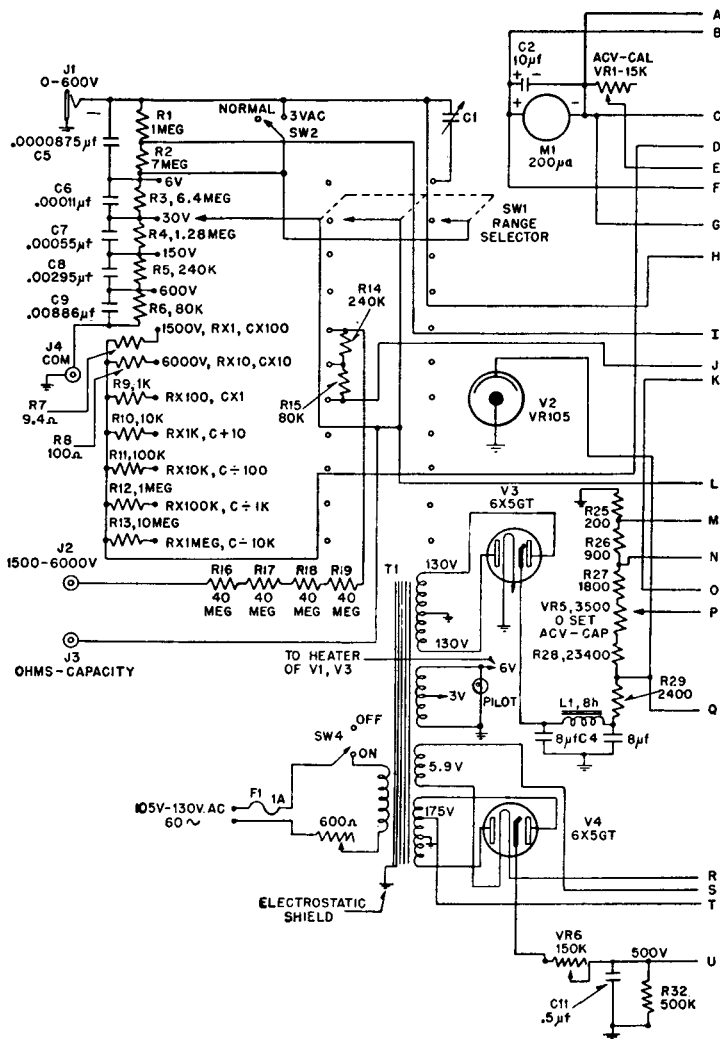 A
B
C2
10μf
ACV-CAL
VR1-15K
+
-
+
-
M1
200μa
C
D
E
F
G
H
I
J
K
L
M
N
O
P
Q
R
S
T
U
J1
0-600V
-
.0000875μf
C5
R1
1MEG
R2
7MEG
NORMAL
3VAC
SW2
C1
6V
C6
.00011μf
R3, 6.4MEG
30V
C7
.00055μf
R4, 1.28MEG
150V
C8
.00295μf
R5, 240K
600V
C9
.00886μf
R6, 80K
SW1
RANGE
SELECTOR
R14
240K
R15
80K
J4
COM
1500V, RX1, CX100
R7
9.4Ω
6000V, RX10, CX10
R8
100Ω
R9, 1K
RX100, CX1
R10, 10K
RX1K, C÷10
R11, 100K
RX10K, C÷100
R12, 1MEG
RX100K, C÷1K
R13, 10MEG
RX1MEG, C÷10K
V2
VR105
V3
6X5GT
R25
200
R26
900
R27
1800
VR5, 3500
O SET
ACV-CAP
R28, 23400
R29
2400
J2
1500-6000V
R16
40
MEG
R17
40
MEG
R18
40
MEG
R19
40
MEG
T1
130V
130V
J3
OHMS-CAPACITY
TO HEATER
OF V1, V3
6V
3V
PILOT
L1, 8h
8μf
C4
8μf
OFF
SW4
ON
5.9V
F1
1A
105V-130V.AC
60 ~
600Ω
175V
V4
6X5GT
ELECTROSTATIC
SHIELD
VR6
150K
500V
C11
.5μf
R32
500K